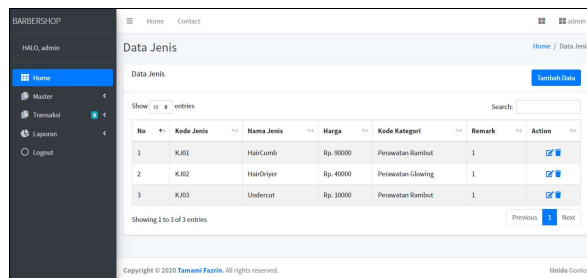 BARBERSHOP
Home Contact
admin
HALO, admin
Home
Master
Transaksi 6
Laporan
Logout
Data Jenis
Home / Data Jeni
Data Jenis
Tambah Data
Show 10 entries
Search:
No Kode Jenis Nama Jenis Harga Kode Kategori Remark Action
1 KJ01 HairCumb Rp. 90000 Perawatan Rambut 1
2 KJ02 HairDriyer Rp. 40000 Perawatan Glowing 1
3 KJ03 Undercut Rp. 10000 Perawatan Rambut 1
Showing 1 to 3 of 3 entries
Previous 1 Next
Copyright © 2020 Tamami Fazrin. All rights reserved.
Unida Gonto